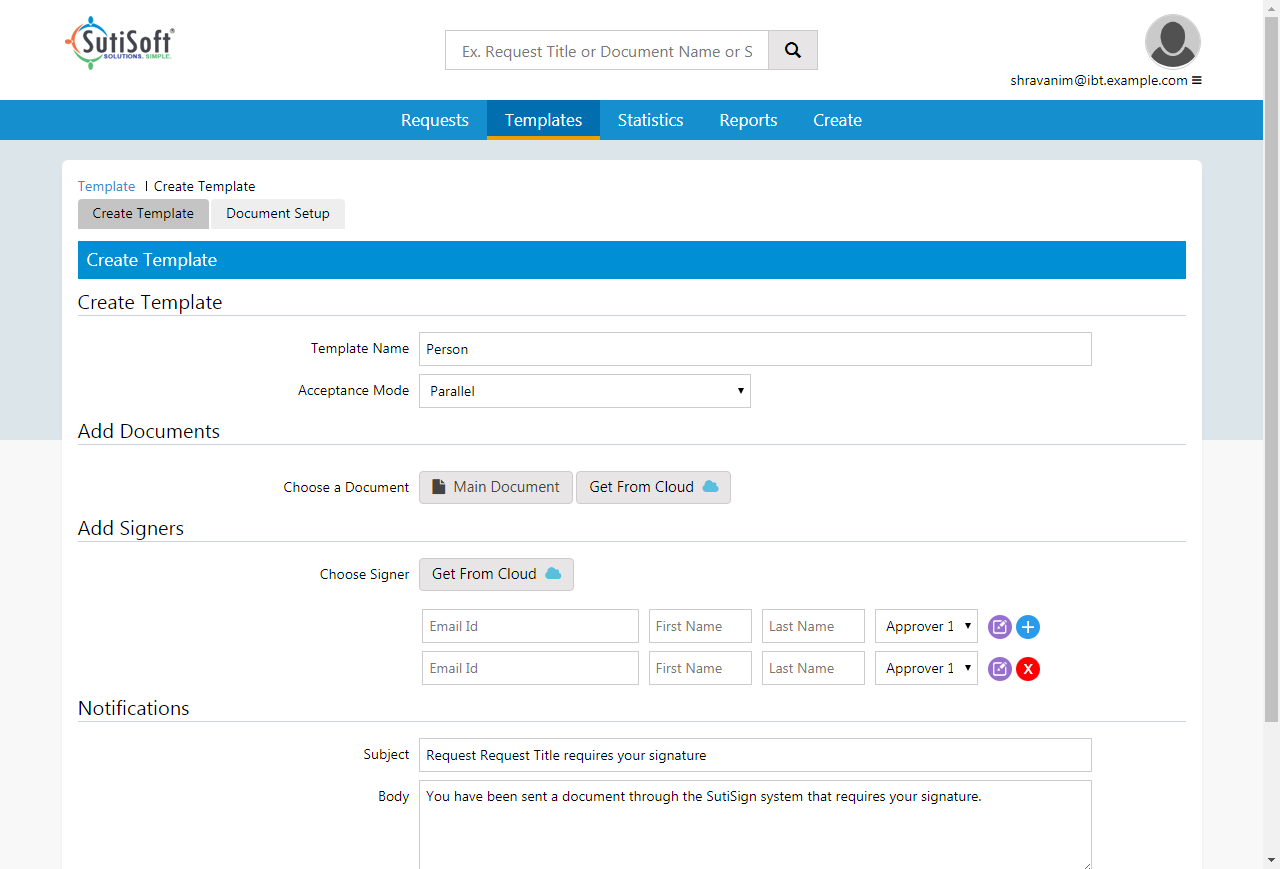 SutiSoft®
SOLUTIONS. SIMPLE.
Ex. Request Title or Document Name or S
shravanim@ibt.example.com
Requests Templates Statistics Reports Create
Template | Create Template
Create Template Document Setup
Create Template
Create Template
Template Name Person
Acceptance Mode Parallel
Add Documents
Choose a Document Main Document Get From Cloud
Add Signers
Choose Signer Get From Cloud
Email Id First Name Last Name Approver 1
Email Id First Name Last Name Approver 1 X
Notifications
Subject Request Request Title requires your signature
Body You have been sent a document through the SutiSign system that requires your signature.